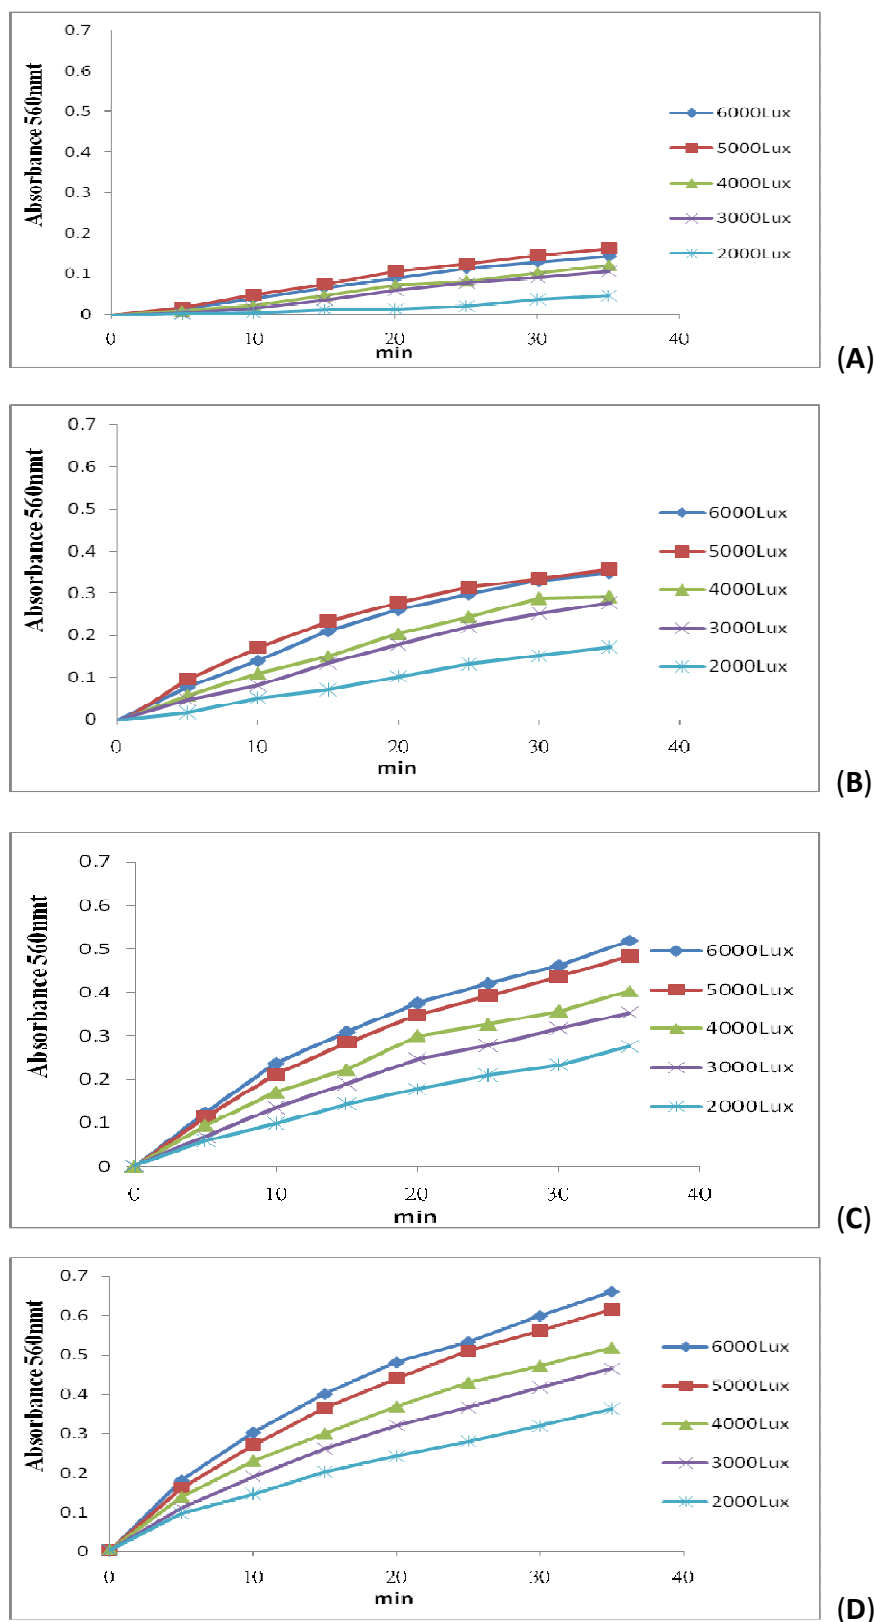 0.7
0.6
0.5
0.4
0.3
0.2
0.1
0
Absorbance 560nmt
0 10 20 30 40
min
6000Lux
5000Lux
4000Lux
3000Lux
2000Lux
(A)
0.7
0.6
0.5
0.4
0.3
0.2
0.1
0
Absorbance 560nmt
0 10 20 30 40
min
6000Lux
5000Lux
4000Lux
3000Lux
2000Lux
(B)
0.7
0.6
0.5
0.4
0.3
0.2
0.1
0
Absorbance 560nmt
0 10 20 30 40
min
6000Lux
5000Lux
4000Lux
3000Lux
2000Lux
(C)
0.7
0.6
0.5
0.4
0.3
0.2
0.1
0
Absorbance 560nmt
0 10 20 30 40
min
6000Lux
5000Lux
4000Lux
3000Lux
2000Lux
(D)